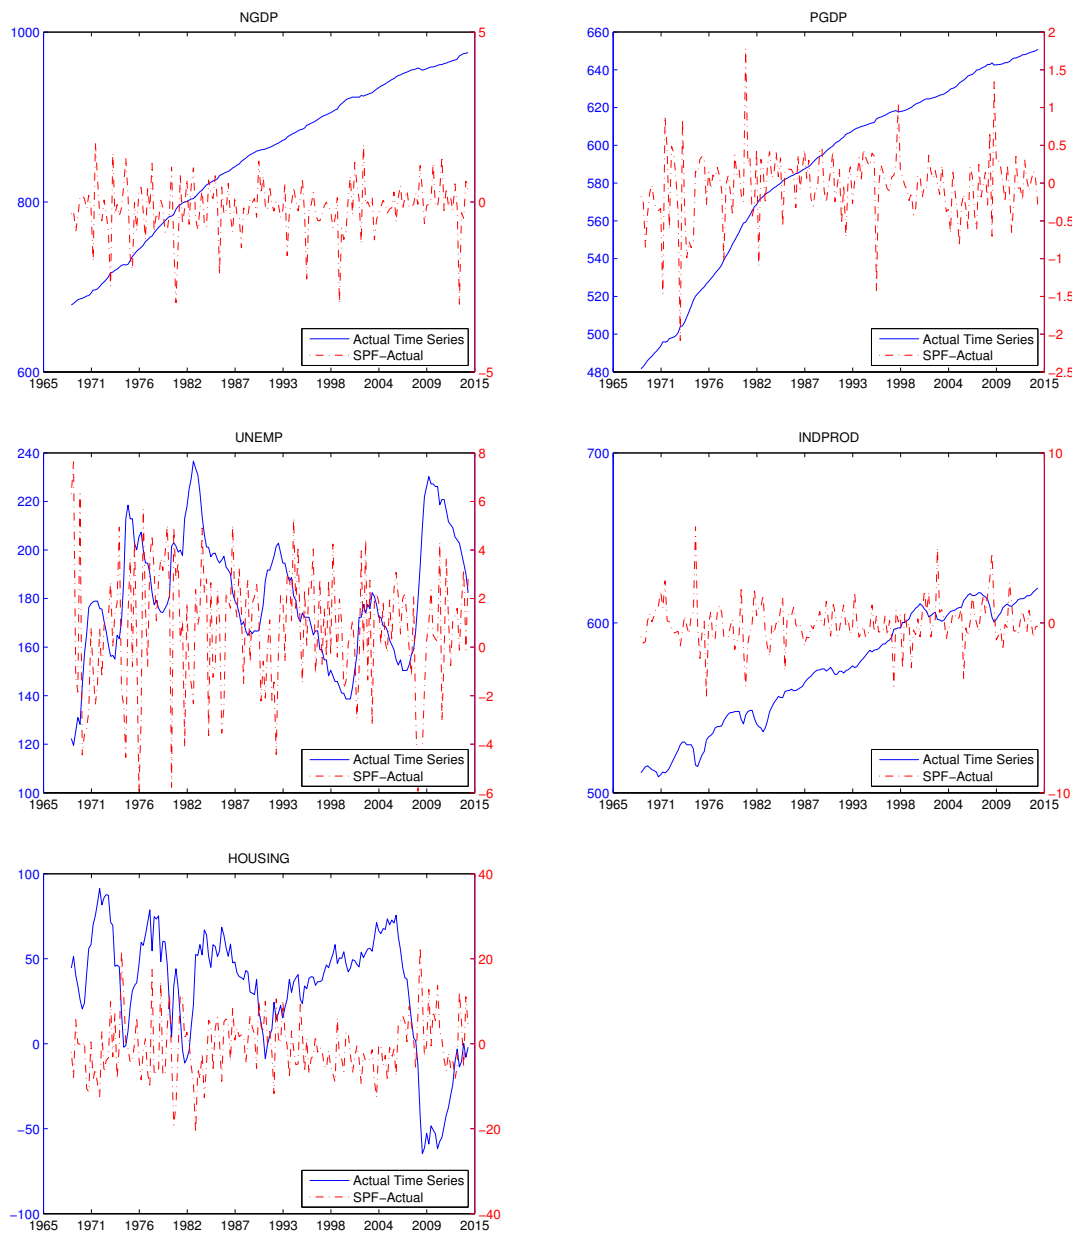 NGDP
1000
800
600
5
0
−5
1965 1971 1976 1982 1987 1993 1998 2004 2009 2015
Actual Time Series
SPF−Actual
PGDP
660
640
620
600
580
560
540
520
500
480
2
1.5
1
0.5
0
−0.5
−1
−1.5
−2
−2.5
1965 1971 1976 1982 1987 1993 1998 2004 2009 2015
Actual Time Series
SPF−Actual
UNEMP
240
220
200
180
160
140
120
100
8
6
4
2
0
−2
−4
−6
1965 1971 1976 1982 1987 1993 1998 2004 2009 2015
Actual Time Series
SPF−Actual
INDPROD
700
600
500
10
0
−10
1965 1971 1976 1982 1987 1993 1998 2004 2009 2015
Actual Time Series
SPF−Actual
HOUSING
100
50
0
−50
−100
40
20
0
−20
−40
1965 1971 1976 1982 1987 1993 1998 2004 2009 2015
Actual Time Series
SPF−Actual